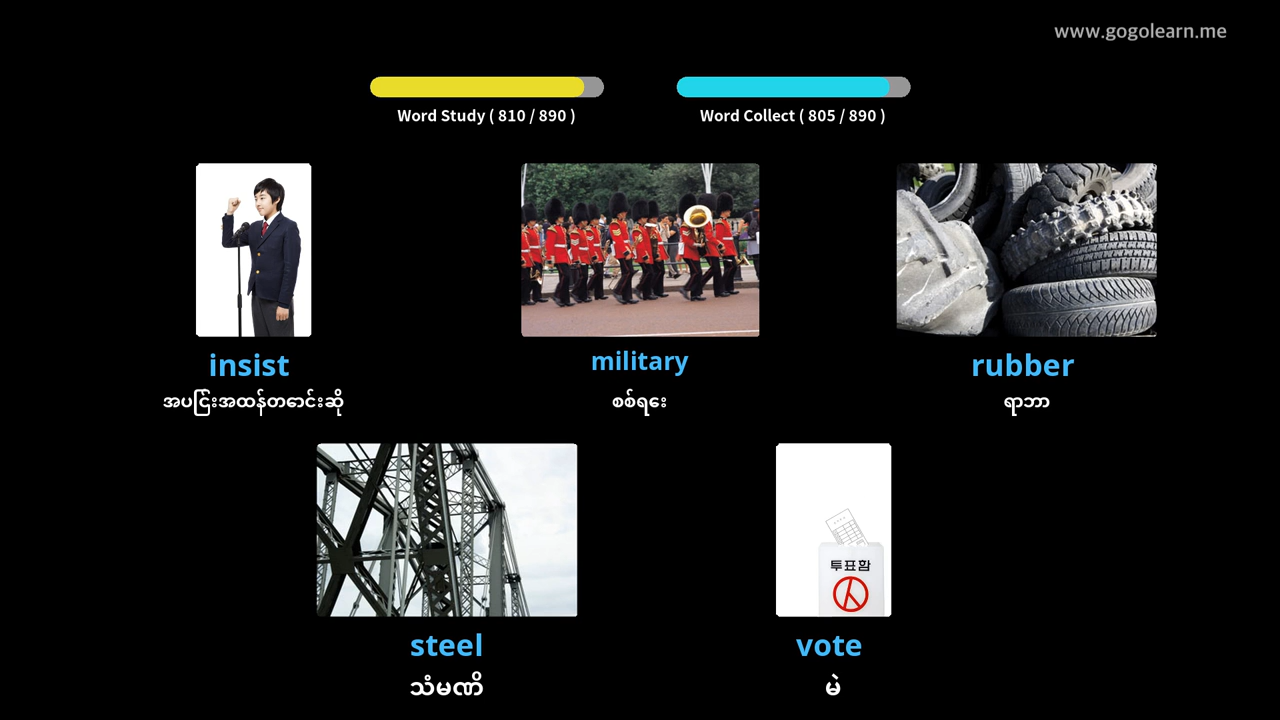 www.gogolearn.me
Word Study ( 810 / 890 )
Word Collect ( 805 / 890 )
insist
အပြင်းအထန်တောင်းဆို
military
စစ်ရေး
rubber
ရာဘာ
투표함
steel
သံမဏိ
vote
မဲ